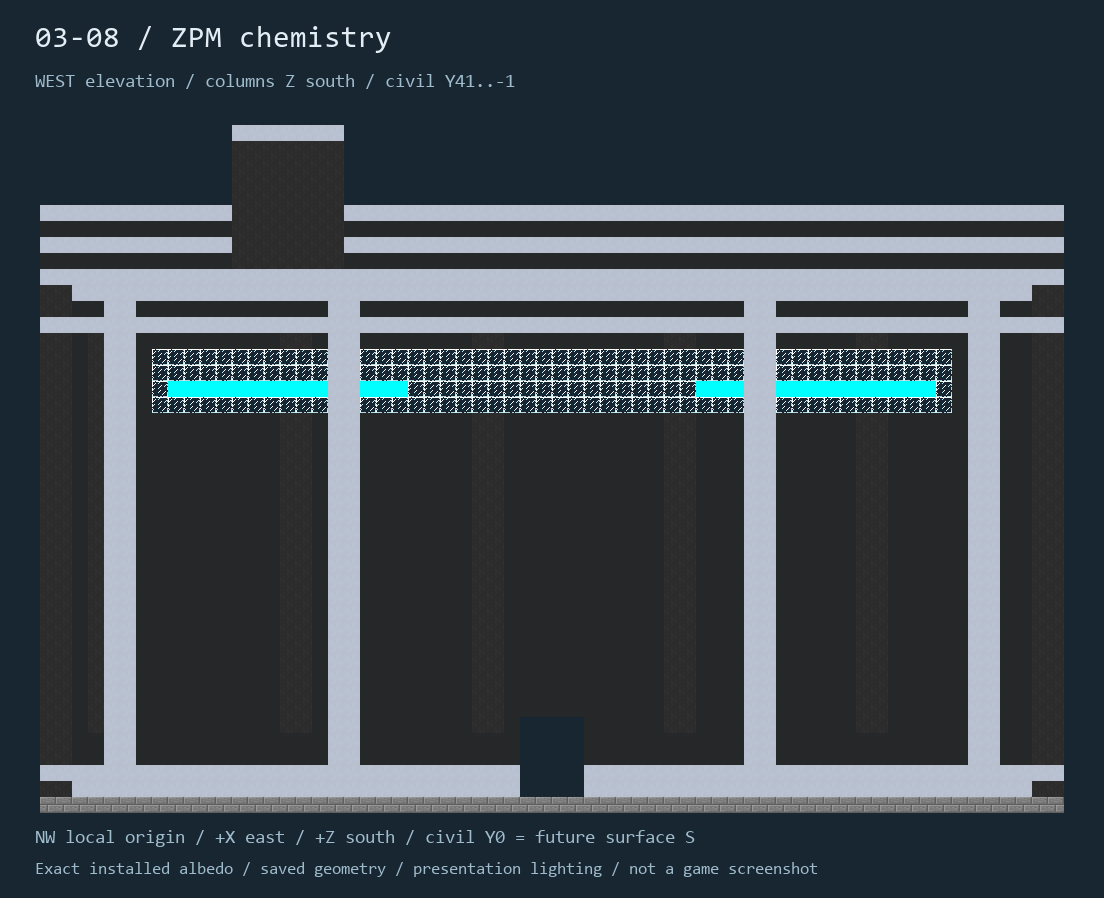 03-08 / ZPM chemistry
WEST elevation / columns Z south / civil Y41..-1
NW local origin / +X east / +Z south / civil Y0 = future surface S
Exact installed albedo / saved geometry / presentation lighting / not a game screenshot